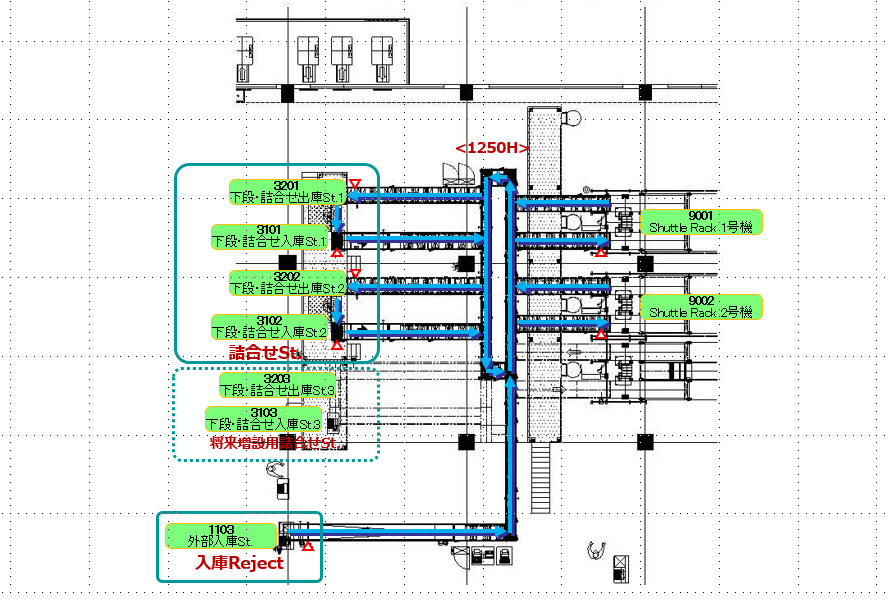 <1250H>
3201
下段・詰合せ出庫St.1
3101
下段・詰合せ入庫St.1
9001
Shuttle Rack 1号機
3202
下段・詰合せ出庫St.2
3102
下段・詰合せ入庫St.2
9002
Shuttle Rack 2号機
詰合せSt.
3203
下段・詰合せ出庫St.3
3103
下段・詰合せ入庫St.3
将来増設用詰合せSt.
1103
外部入庫St.
入庫Reject